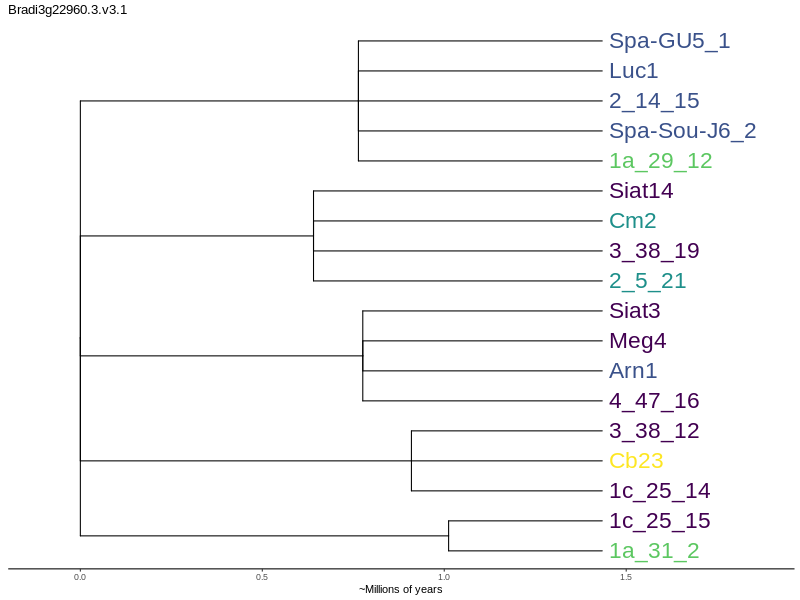 Bradi3g22960.3.v3.1
Spa-GU5_1
Luc1
2_14_15
Spa-Sou-J6_2
1a_29_12
Siat14
Cm2
3_38_19
2_5_21
Siat3
Meg4
Arn1
4_47_16
3_38_12
Cb23
1c_25_14
1c_25_15
1a_31_2
0.0 0.5 1.0 1.5
~Millions of years